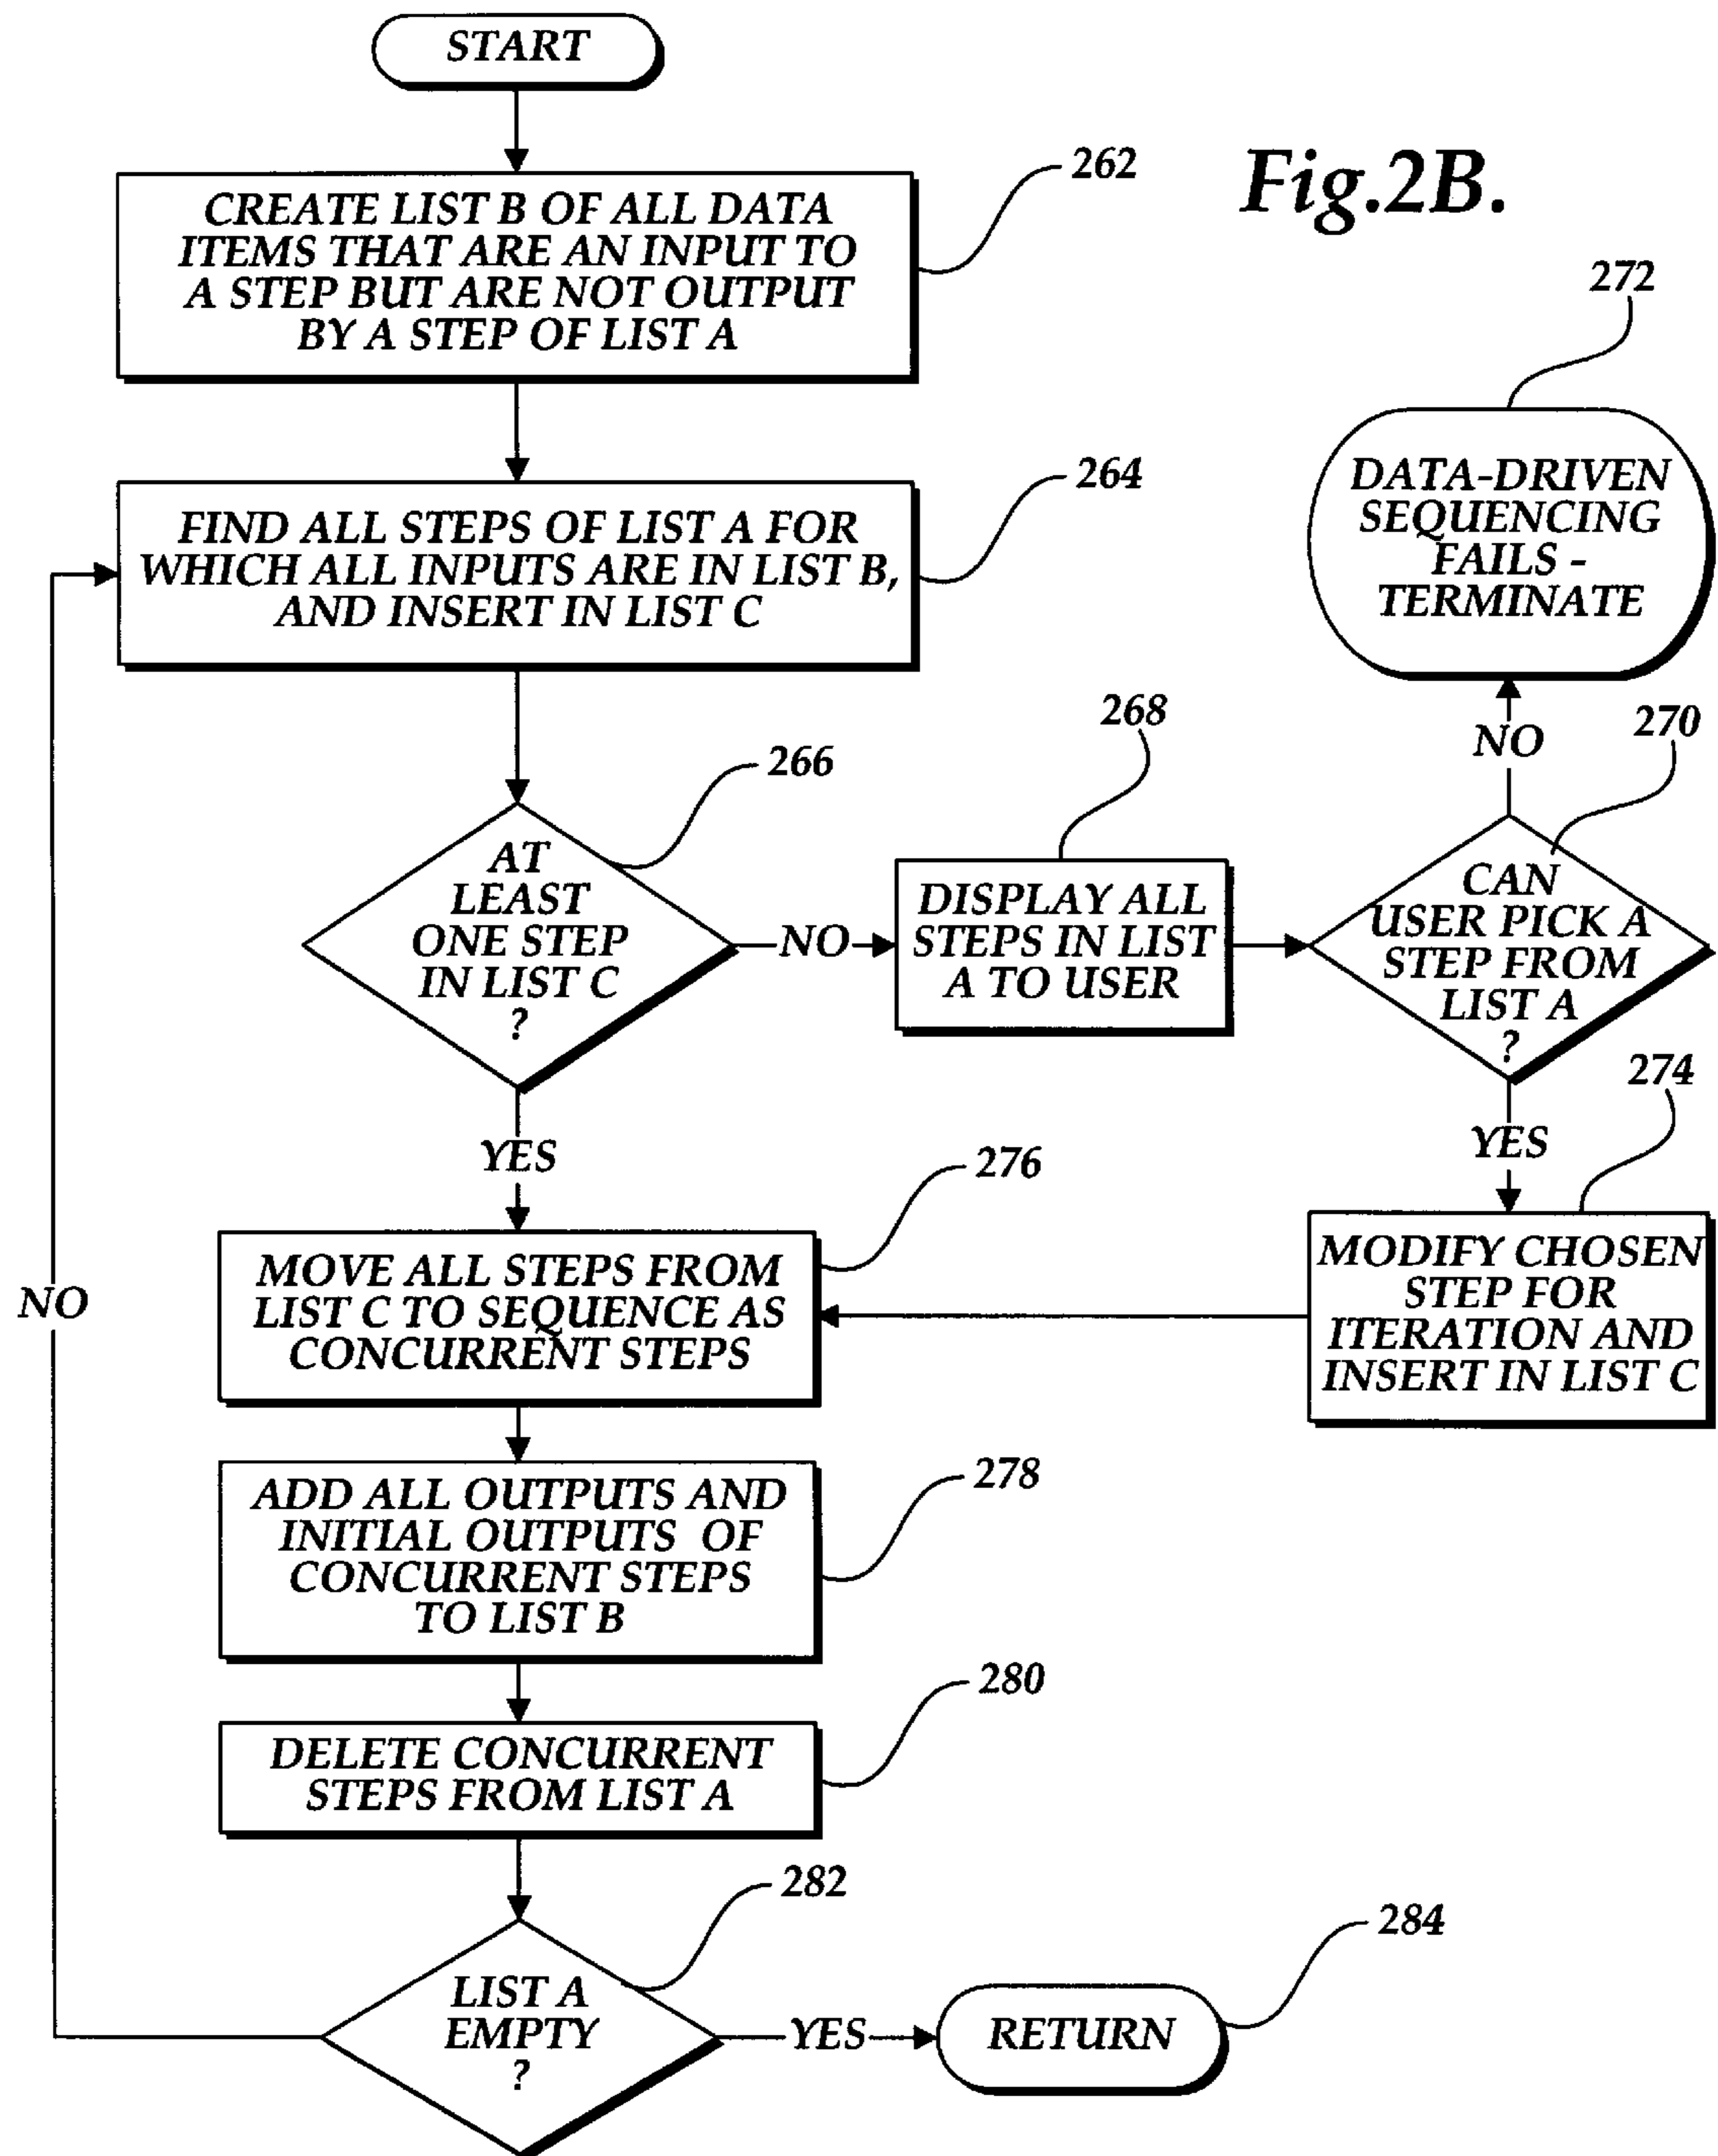 START
Fig.2B.
262
CREATE LIST B OF ALL DATA
ITEMS THAT ARE AN INPUT TO
A STEP BUT ARE NOT OUTPUT
BY A STEP OF LIST A
272
DATA-DRIVEN
SEQUENCING
FAILS -
TERMINATE
264
FIND ALL STEPS OF LIST A FOR
WHICH ALL INPUTS ARE IN LIST B,
AND INSERT IN LIST C
266
AT
LEAST
ONE STEP
IN LIST C
?
NO
268
DISPLAY ALL
STEPS IN LIST
A TO USER
NO
270
CAN
USER PICK A
STEP FROM
LIST A
?
YES
274
MODIFY CHOSEN
STEP FOR
ITERATION AND
INSERT IN LIST C
YES
276
MOVE ALL STEPS FROM
LIST C TO SEQUENCE AS
CONCURRENT STEPS
NO
278
ADD ALL OUTPUTS AND
INITIAL OUTPUTS OF
CONCURRENT STEPS
TO LIST B
280
DELETE CONCURRENT
STEPS FROM LIST A
282
LIST A
EMPTY
?
YES
284
RETURN